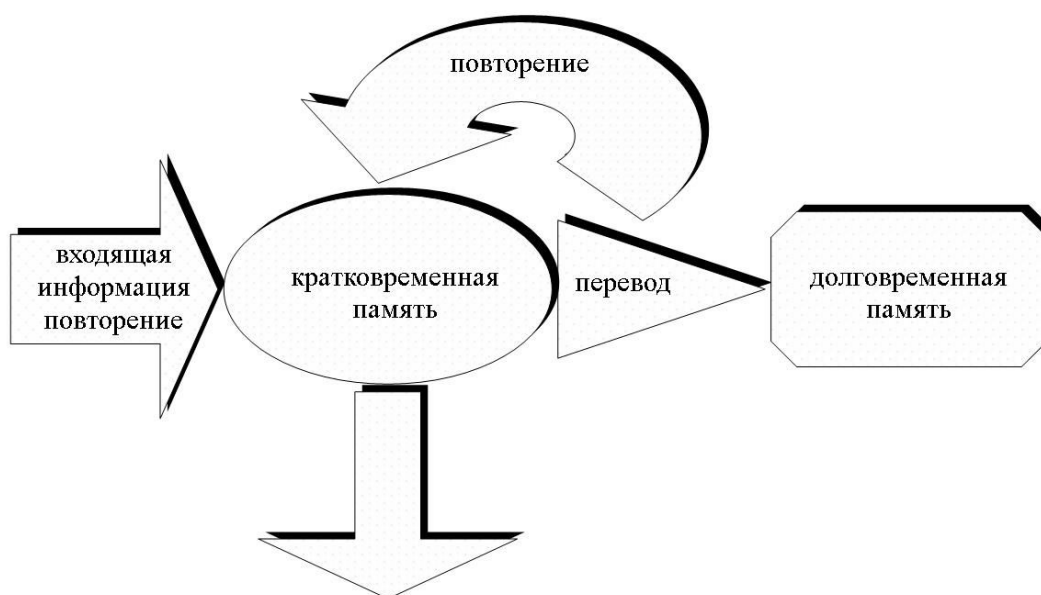 повторение
входящая
информация
повторение
кратковременная
память
перевод
долговременная
память